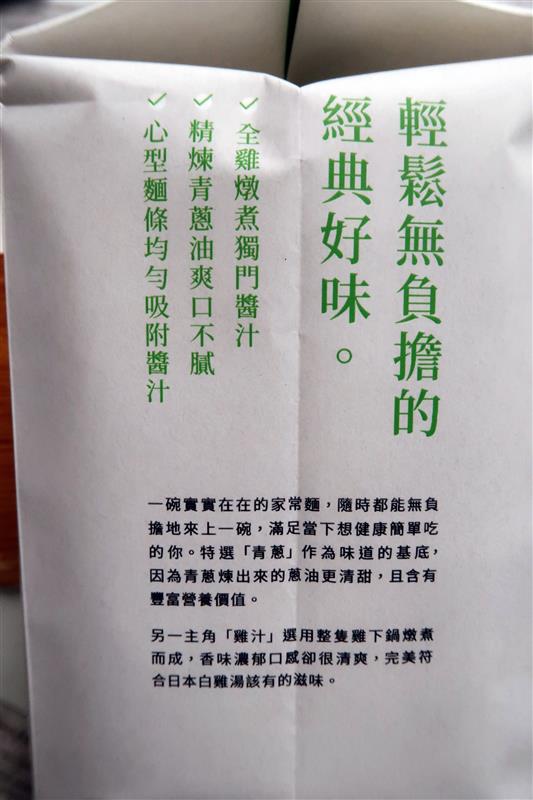 輕鬆無負擔的
經典好味。
✓全雞燉煮獨門醬汁
✓精煉青蔥油爽口不膩
✓心型麵條均勻吸附醬汁
一碗實實在在的家常麵，隨時都能無負
擔地來上一碗，滿足當下想健康簡單吃
的你。特選「青蔥」作為味道的基底，
因為青蔥煉出來的蔥油更清甜，且含有
豐富營養價值。
另一主角「雞汁」選用整隻雞下鍋燉煮
而成，香味濃郁口感卻很清爽，完美符
合日本白雞湯該有的滋味。